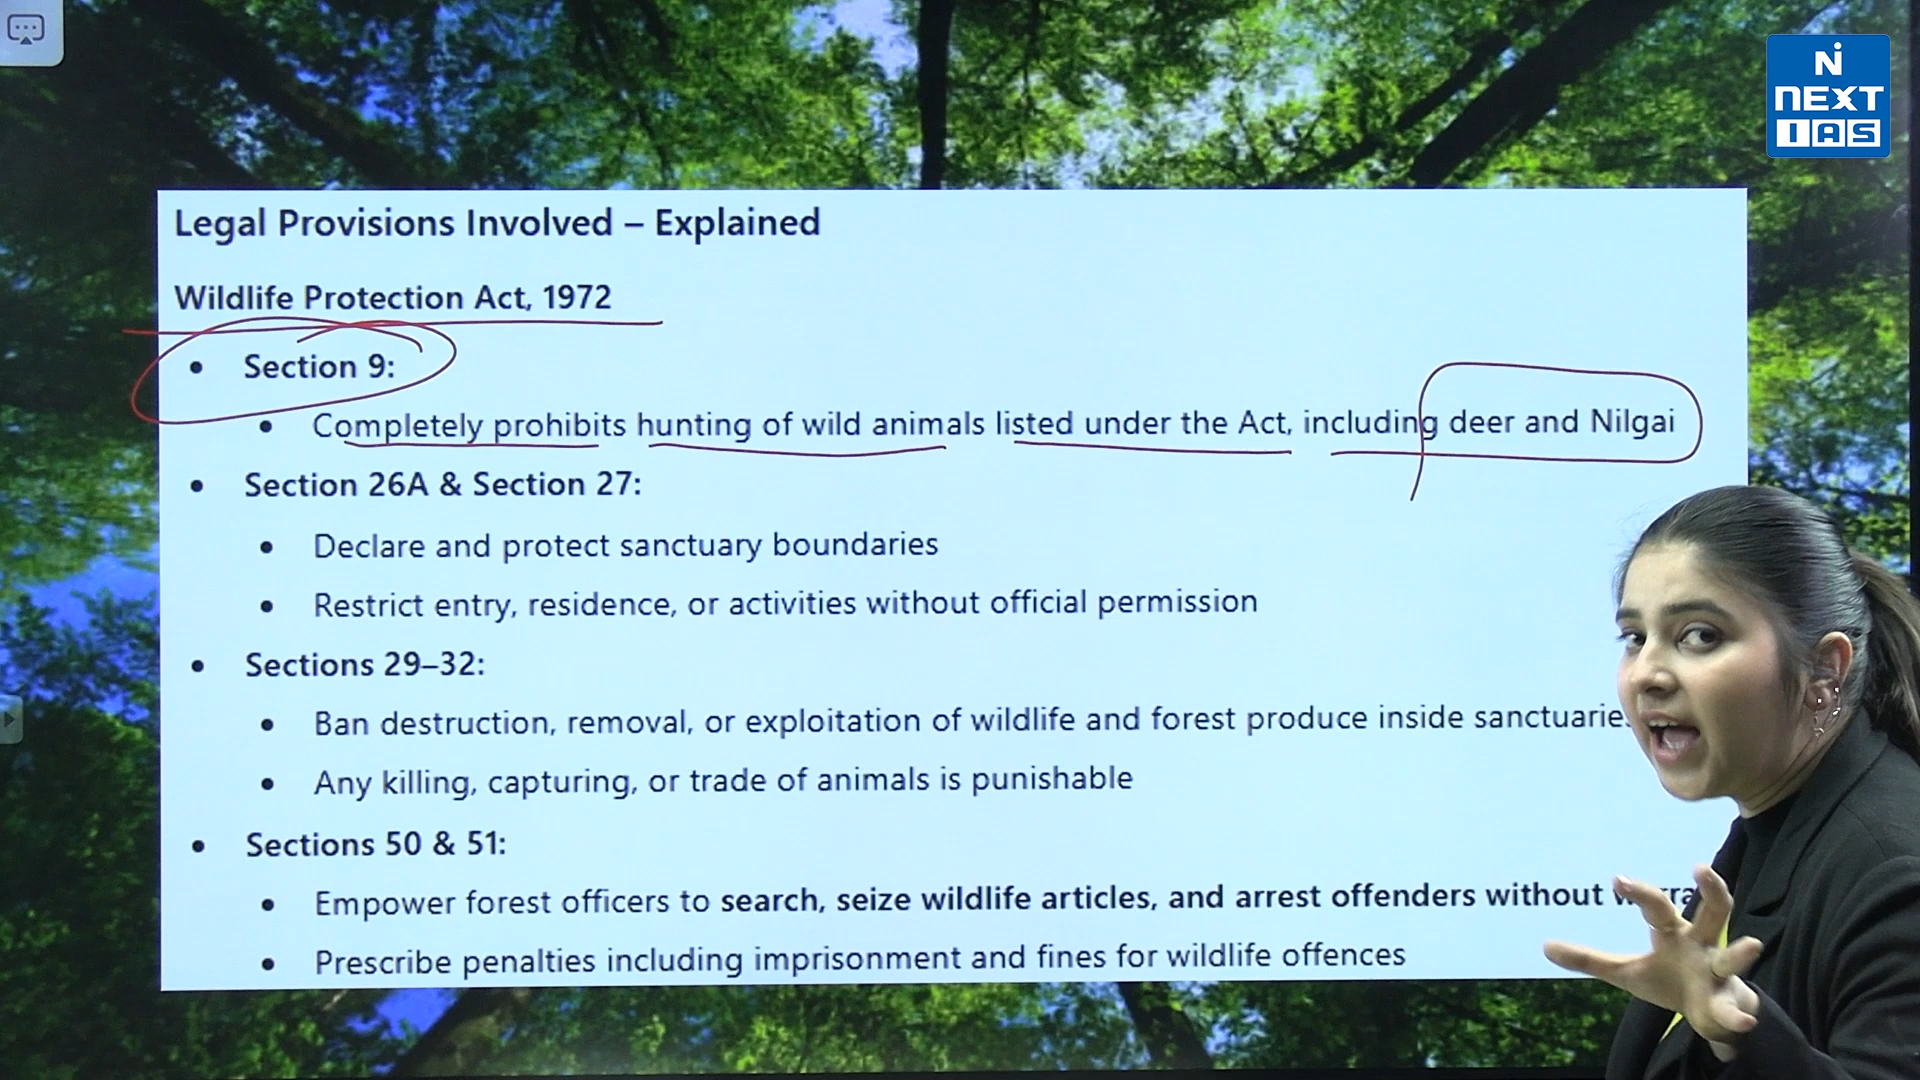 N
NEXT
IAS
Legal Provisions Involved – Explained
Wildlife Protection Act, 1972
• Section 9:
• Completely prohibits hunting of wild animals listed under the Act, including deer and Nilgai
• Section 26A & Section 27:
• Declare and protect sanctuary boundaries
• Restrict entry, residence, or activities without official permission
• Sections 29–32:
• Ban destruction, removal, or exploitation of wildlife and forest produce inside sanctuaries
• Any killing, capturing, or trade of animals is punishable
• Sections 50 & 51:
• Empower forest officers to search, seize wildlife articles, and arrest offenders without
• Prescribe penalties including imprisonment and fines for wildlife offences